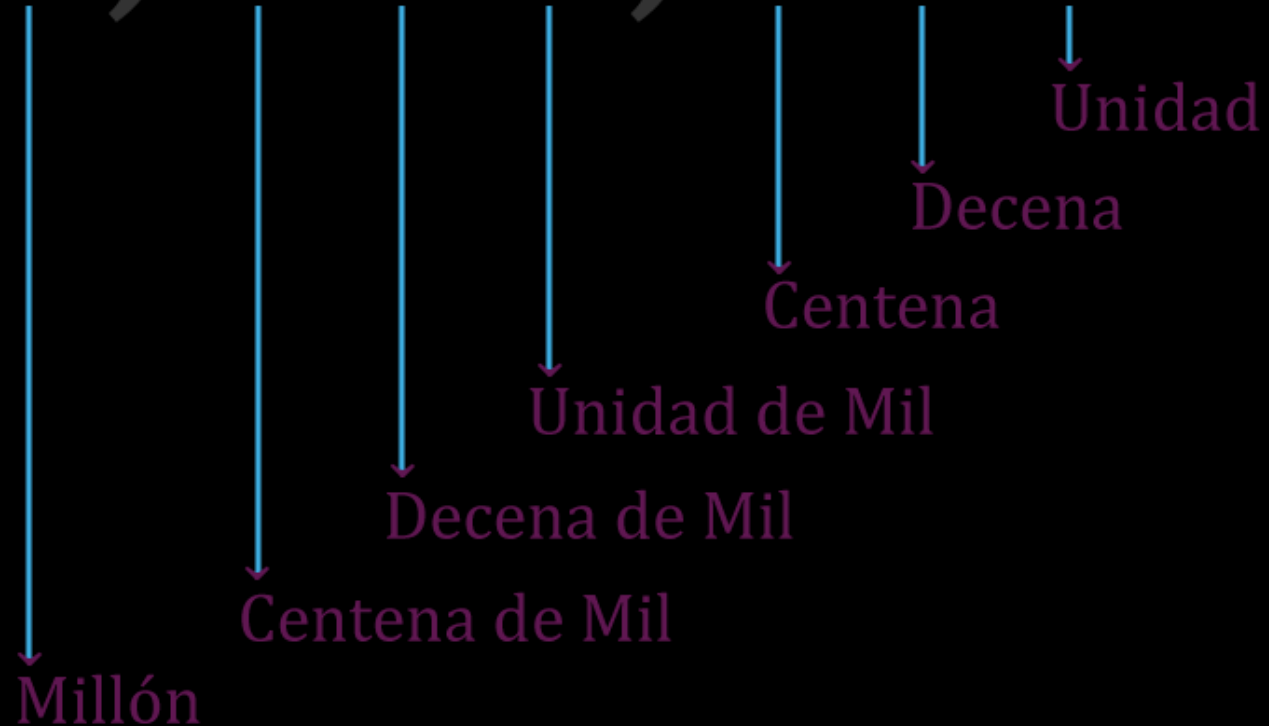 Unidad
Decena
Centena
Unidad de Mil
Decena de Mil
Centena de Mil
Millón